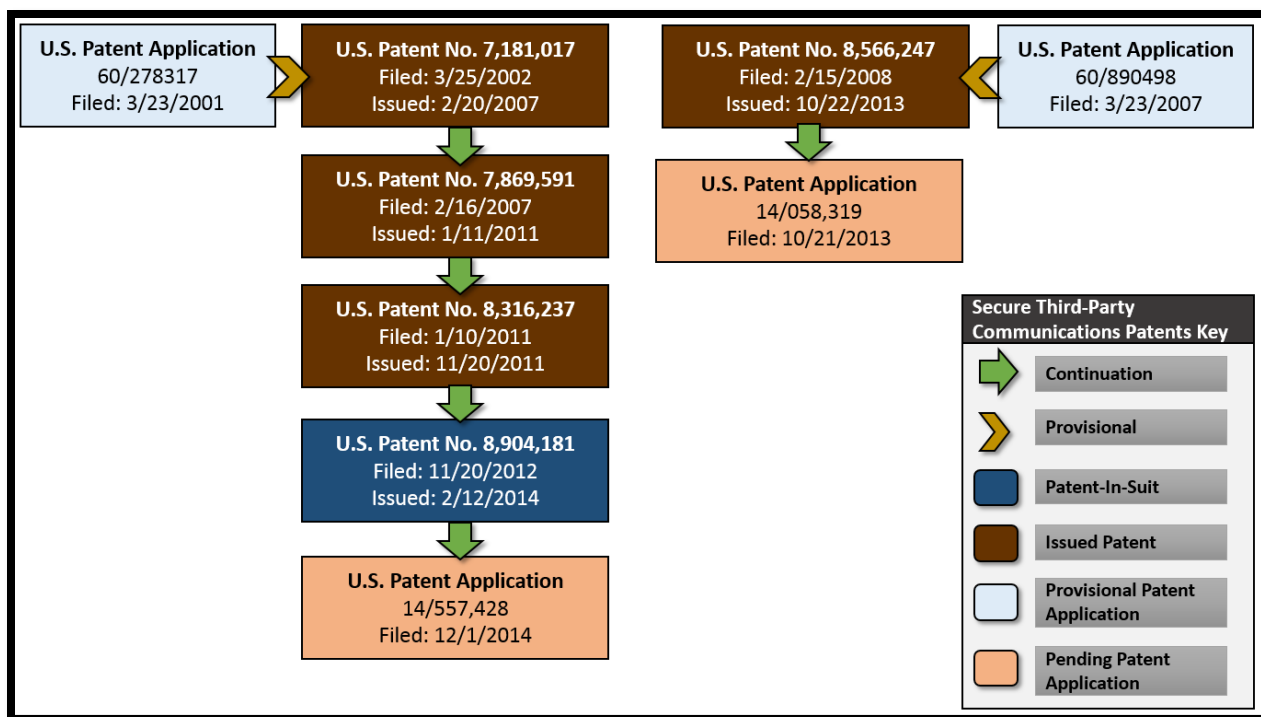 U.S. Patent Application
60/278317
Filed: 3/23/2001
U.S. Patent No. 7,181,017
Filed: 3/25/2002
Issued: 2/20/2007
U.S. Patent No. 7,869,591
Filed: 2/16/2007
Issued: 1/11/2011
U.S. Patent No. 8,316,237
Filed: 1/10/2011
Issued: 11/20/2011
U.S. Patent No. 8,904,181
Filed: 11/20/2012
Issued: 2/12/2014
U.S. Patent Application
14/557,428
Filed: 12/1/2014
U.S. Patent No. 8,566,247
Filed: 2/15/2008
Issued: 10/22/2013
U.S. Patent Application
60/890498
Filed: 3/23/2007
U.S. Patent Application
14/058,319
Filed: 10/21/2013
Secure Third-Party
Communications Patents Key
Continuation
Provisional
Patent-In-Suit
Issued Patent
Provisional Patent
Application
Pending Patent
Application